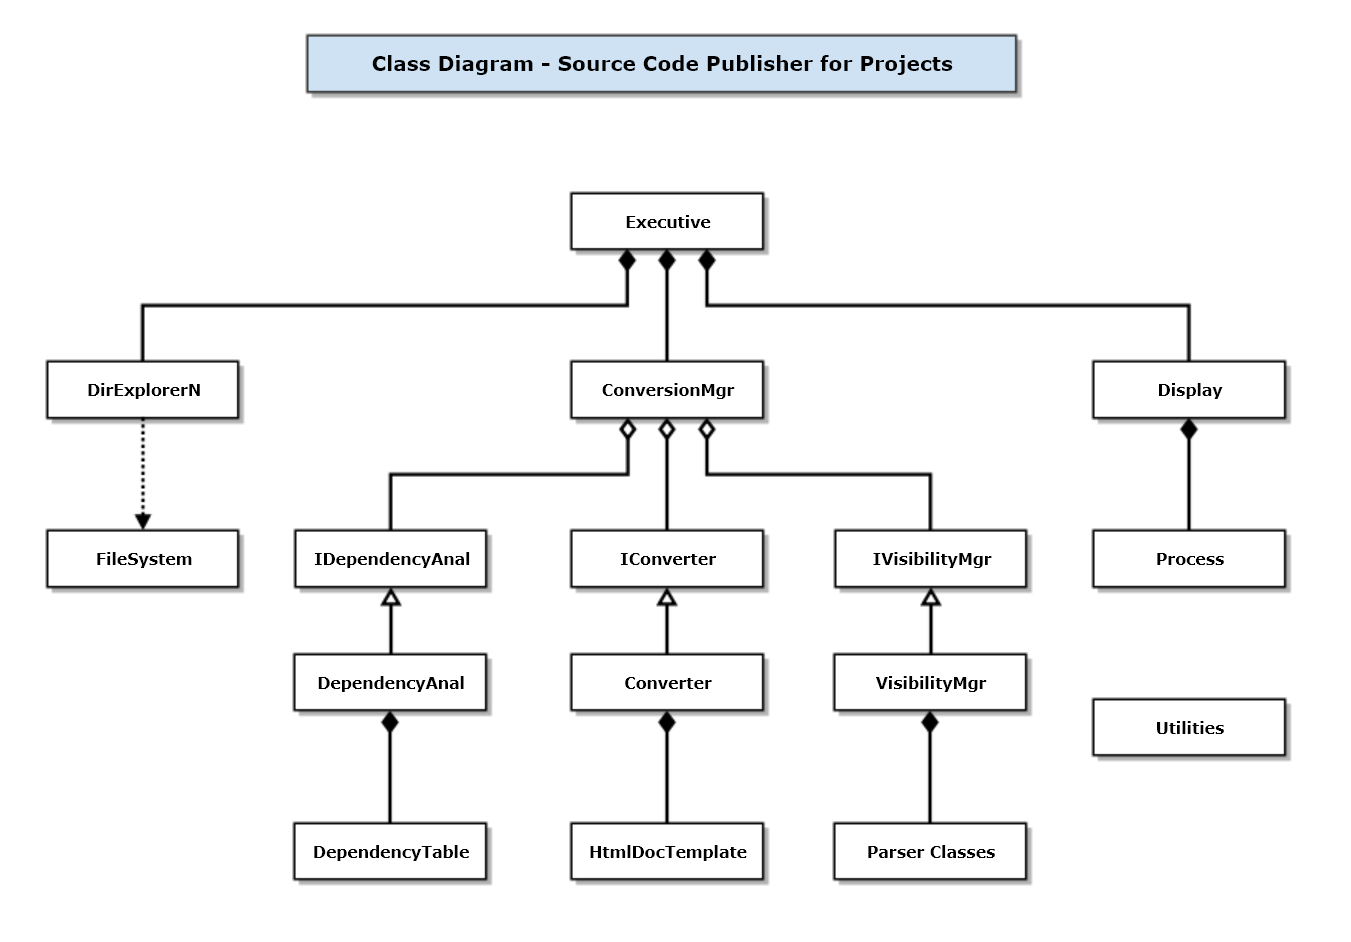 Class Diagram - Source Code Publisher for Projects
Executive
DirExplorerN
ConversionMgr
Display
FileSystem
IDependencyAnal
IConverter
IVisibilityMgr
Process
DependencyAnal
Converter
VisibilityMgr
Utilities
DependencyTable
HtmlDocTemplate
Parser Classes